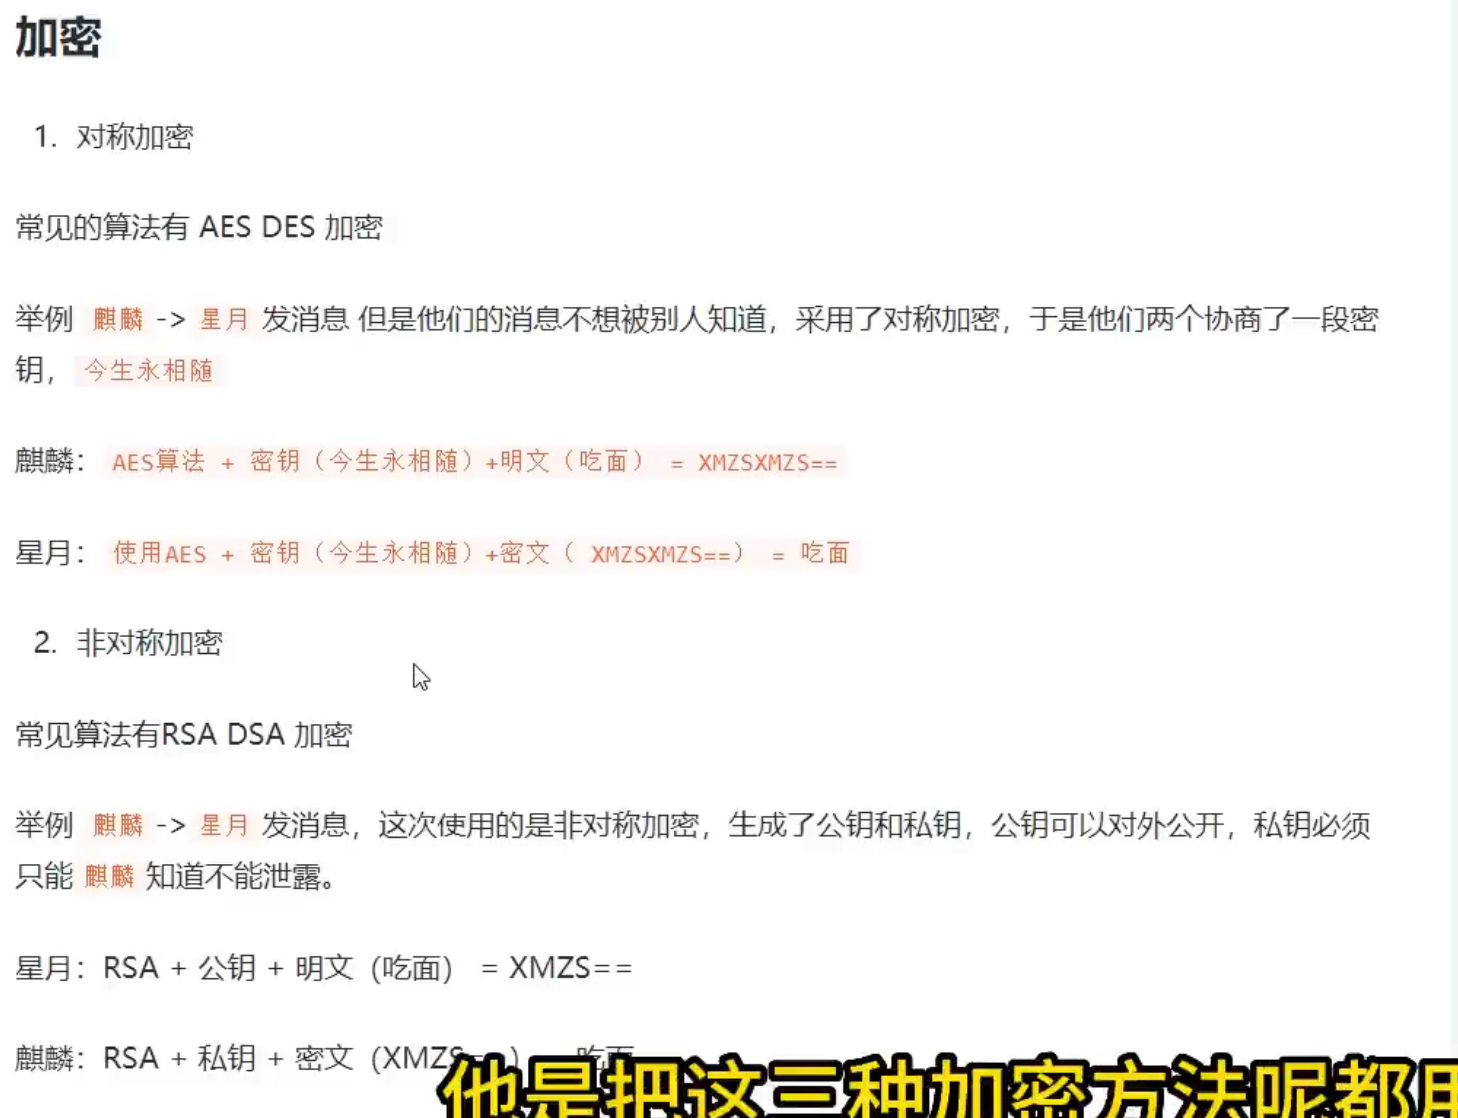 加密
1. 对称加密
常见的算法有 AES DES 加密
举例 麒麟 -> 星月 发消息 但是他们的消息不想被别人知道，采用了对称加密，于是他们两个协商了一段密
钥， 今生永相随
麒麟： AES算法 + 密钥（今生永相随）+明文（吃面） = XMZSXMZS==
星月： 使用AES + 密钥（今生永相随）+密文（ XMZSXMZS==） = 吃面
2. 非对称加密
常见算法有RSA DSA 加密
举例 麒麟 -> 星月 发消息，这次使用的是非对称加密，生成了公钥和私钥，公钥可以对外公开，私钥必须
只能 麒麟 知道不能泄露。
星月：RSA + 公钥 + 明文（吃面） = XMZS==
麒麟：RSA + 私钥 + 密文（XMZS ） 吃面
他是把这三种加密方法呢都用